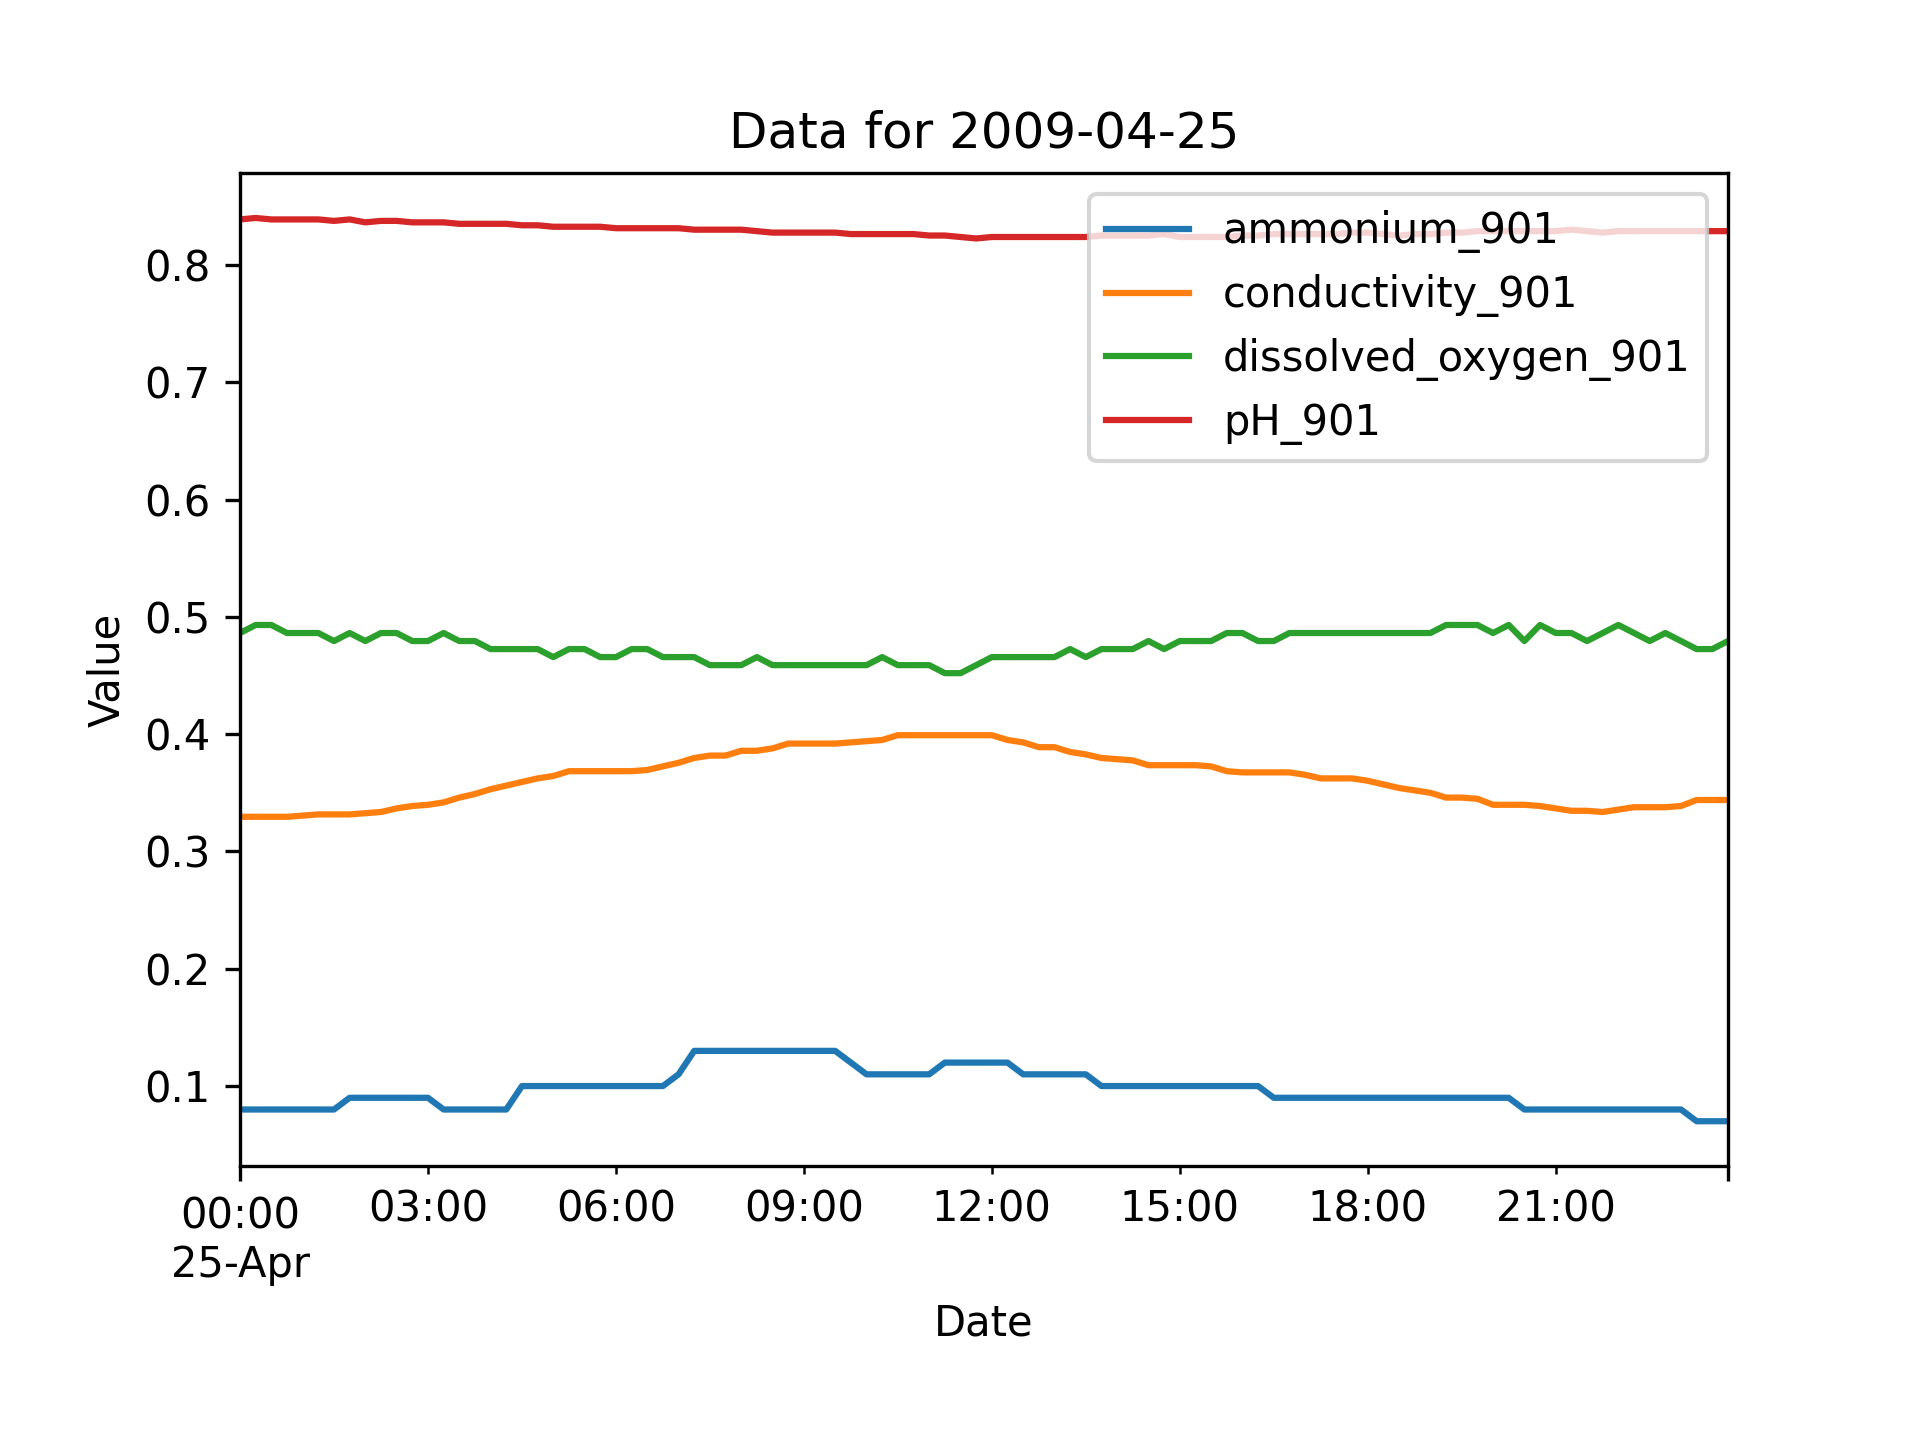 Data for 2009-04-25
ammonium_901
conductivity_901
dissolved_oxygen_901
pH_901
Value
0.8
0.7
0.6
0.5
0.4
0.3
0.2
0.1
00:00 03:00 06:00 09:00 12:00 15:00 18:00 21:00
25-Apr
Date